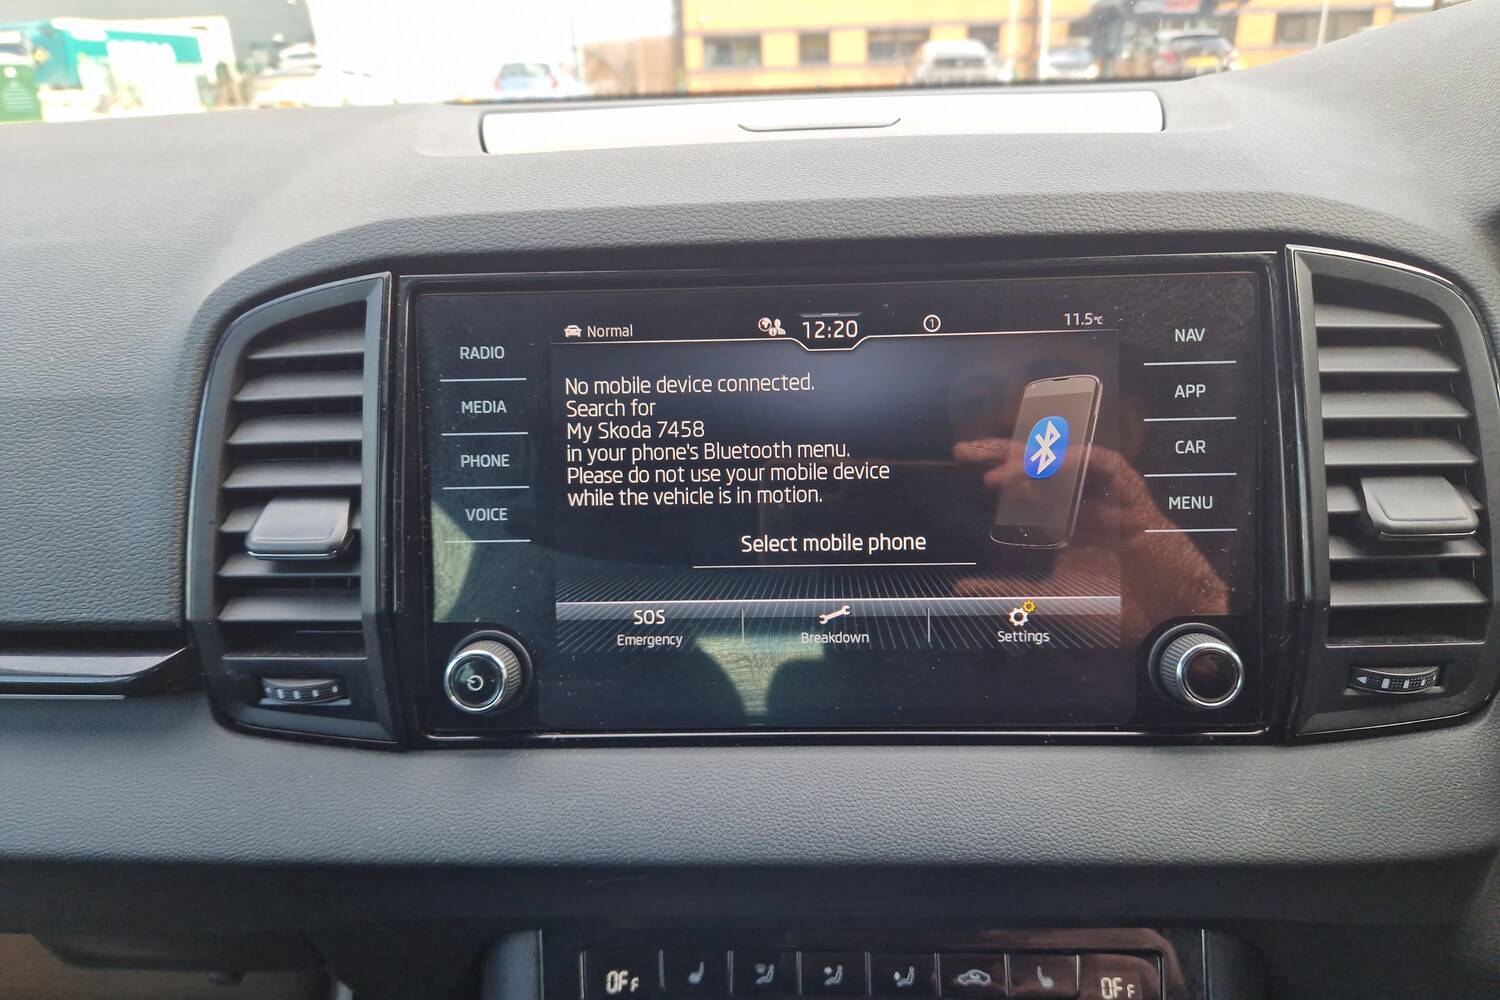 Normal
12:20
1
11.5°C
RADIO
MEDIA
PHONE
VOICE
No mobile device connected.
Search for
My Skoda 7458
in your phone's Bluetooth menu.
Please do not use your mobile device
while the vehicle is in motion.
Select mobile phone
SOS
Emergency
Breakdown
Settings
NAV
APP
CAR
MENU
OFF
OFF